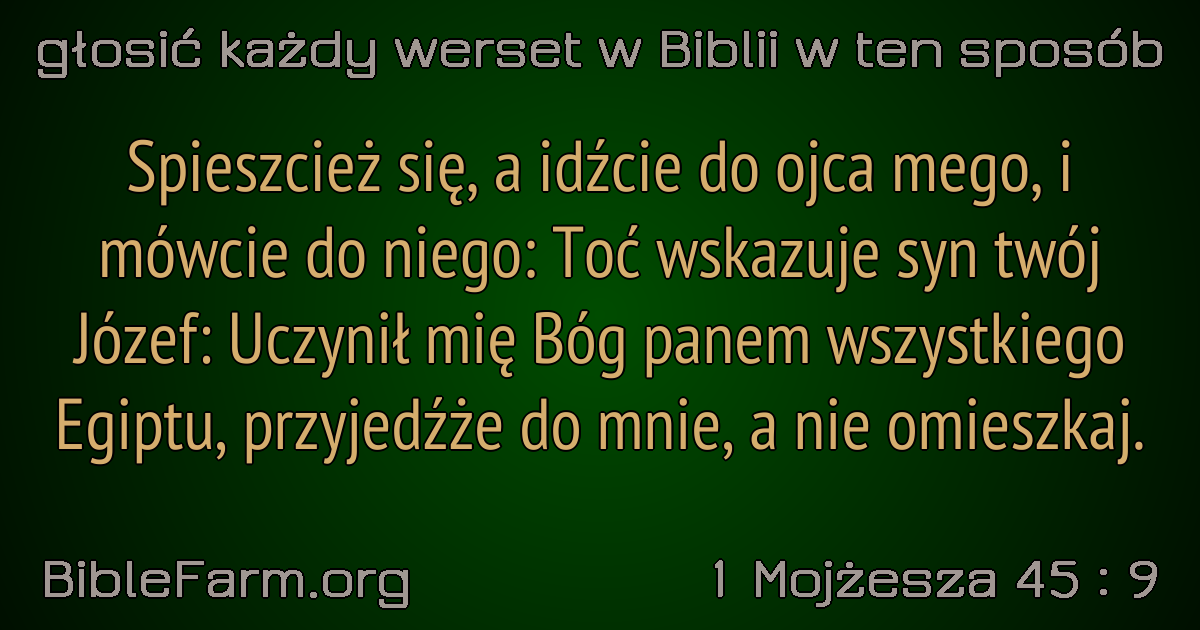 głosić każdy werset w Biblii w ten sposób
Spieszcież się, a idźcie do ojca mego, i
mówcie do niego: Toć wskazuje syn twój
Józef: Uczynił mię Bóg panem wszystkiego
Egiptu, przyjedźże do mnie, a nie omieszkaj.
BibleFarm.org
1 Mojżesza 45 : 9